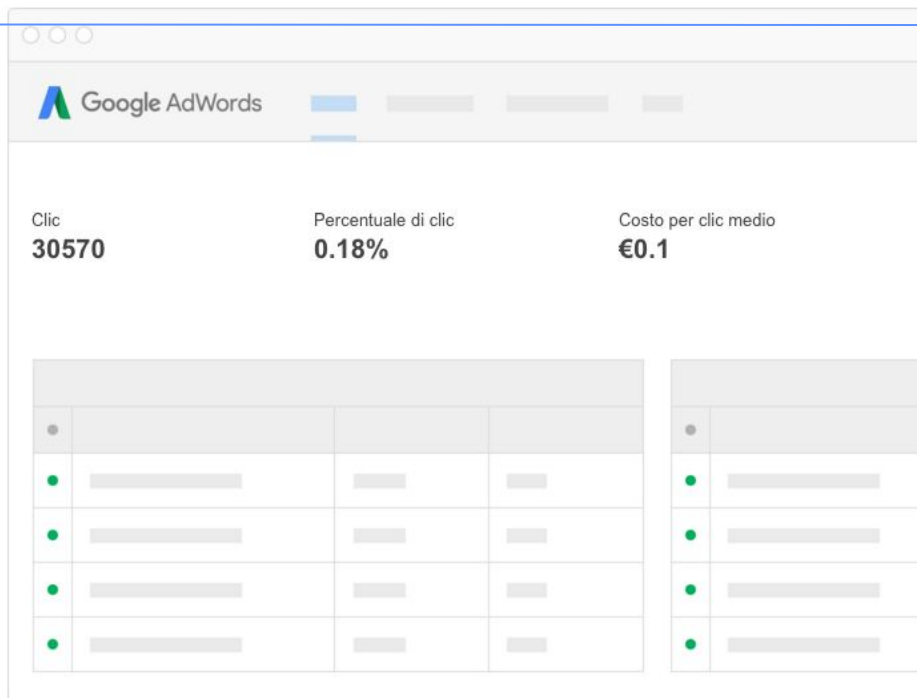 Google AdWords
Clic
30570
Percentuale di clic
0.18%
Costo per clic medio
€0.1